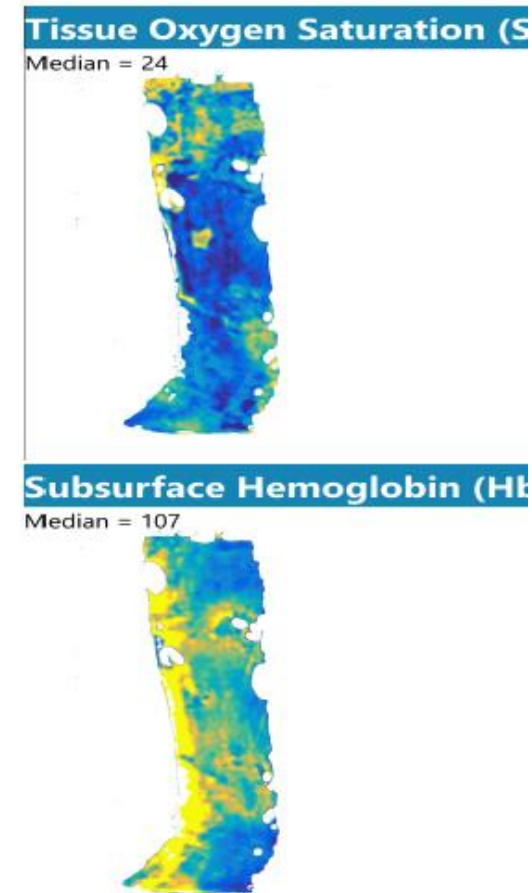 Tissue Oxygen Saturation (S
Median = 24
Subsurface Hemoglobin (Hb
Median = 107